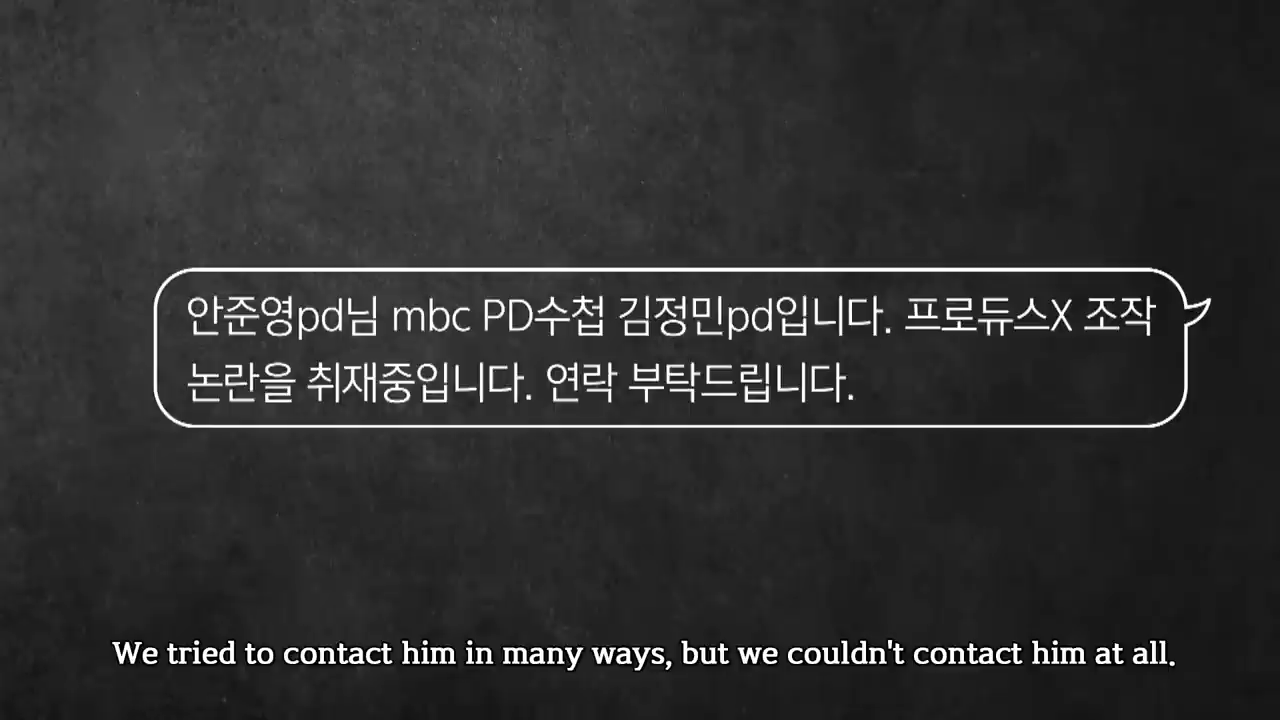 안준영pd님 mbc PD수첩 김정민pd입니다. 프로듀스X 조작
논란을 취재중입니다. 연락 부탁드립니다.
We tried to contact him in many ways, but we couldn't contact him at all.